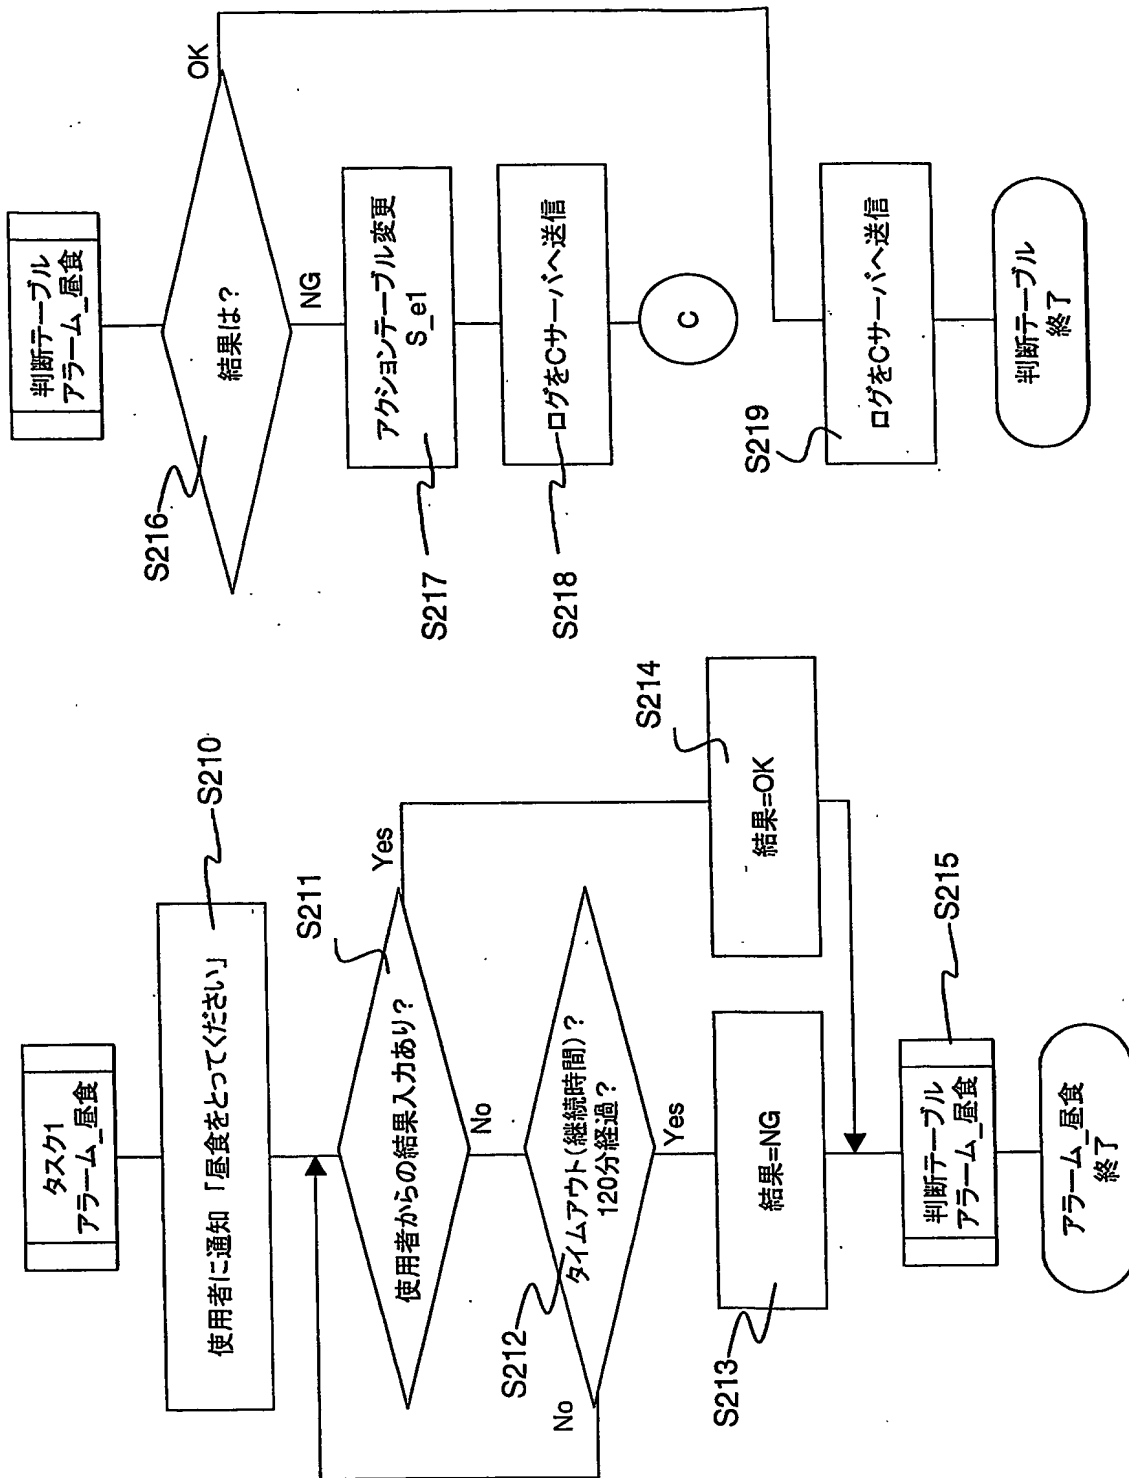 タスク1
アラーム_昼食
使用者に通知「昼食をとってください」
S210
使用者からの結果入力あり？
S211
Yes
No
タイムアウト(継続時間)？
120分経過？
S212
No
Yes
結果=NG
S213
結果=OK
S214
判断テーブル
アラーム_昼食
S215
アラーム_昼食
終了
判断テーブル
アラーム_昼食
結果は？
S216
OK
NG
アクションテーブル変更
S_e1
S217
ログをCサーバへ送信
S218
C
ログをCサーバへ送信
S219
判断テーブル
終了